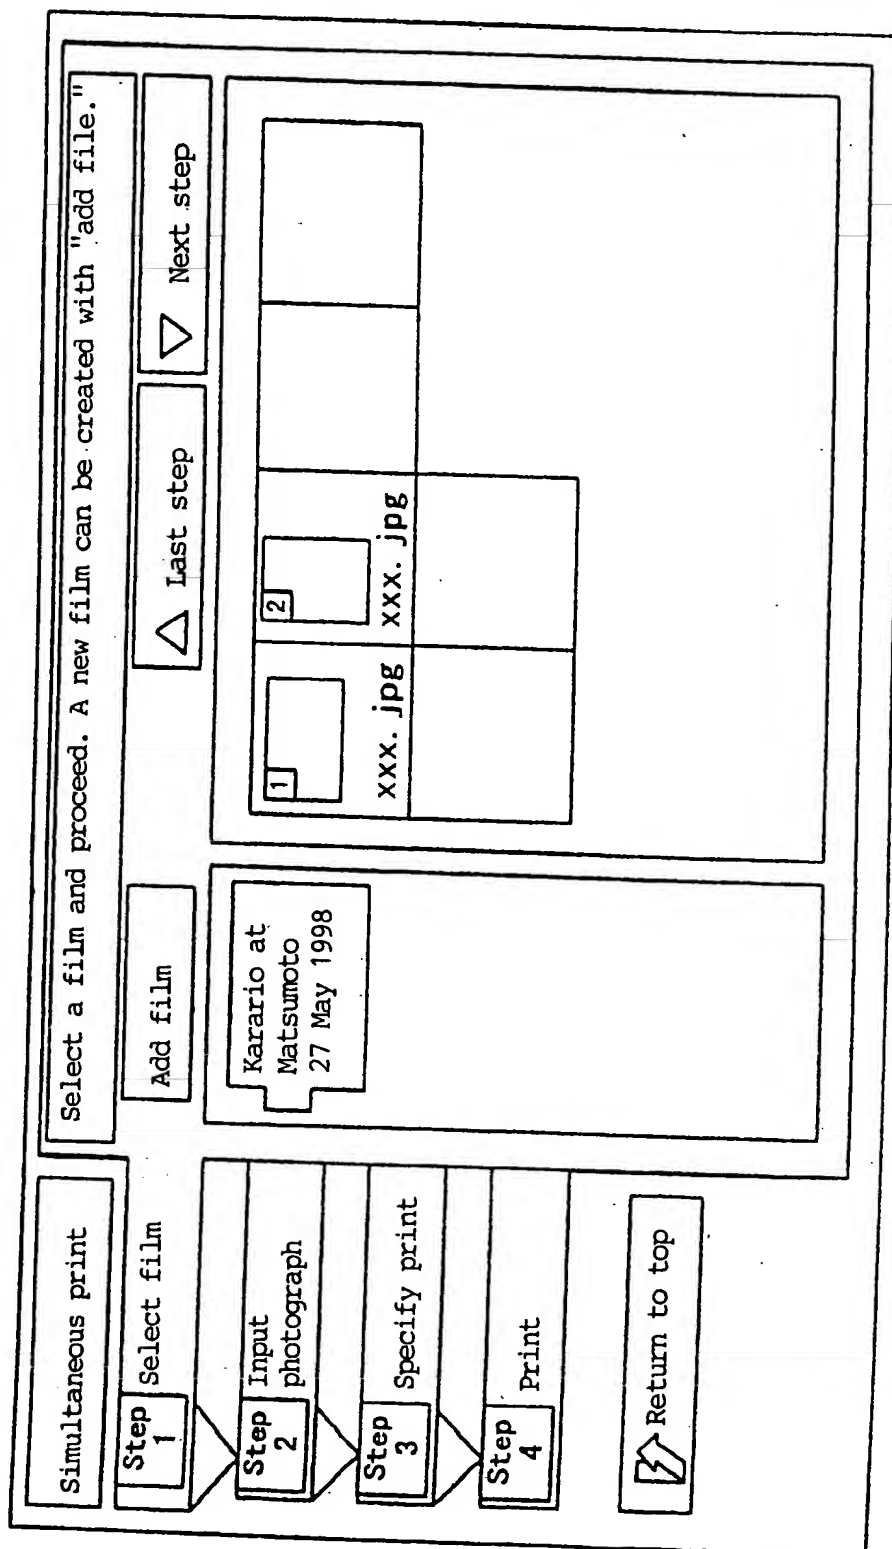 Simultaneous print
Select a film and proceed. A new film can be created with "add file."
Step
1
Select film
Step
2
Input
photograph
Step
3
Specify print
Step
4
Print
Return to top
Add film
Last step
Next step
Karario at
Matsumoto
27 May 1998
1
xxx. jpg
2
xxx. jpg